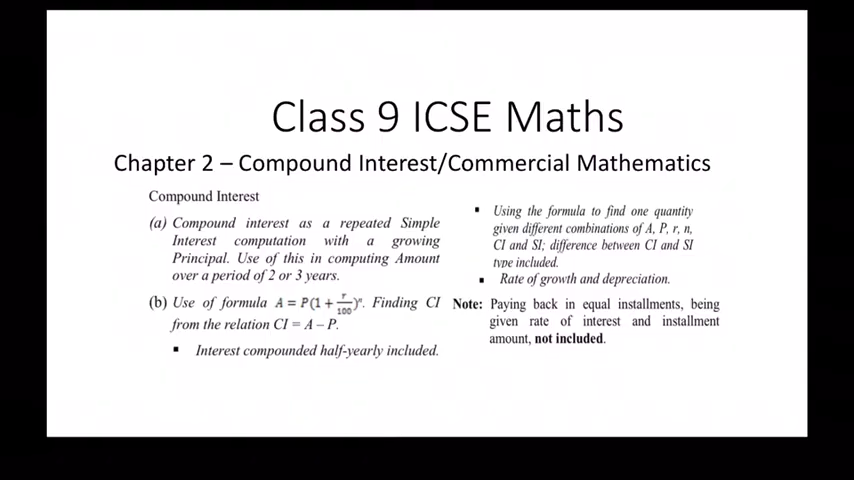 Class 9 ICSE Maths
Chapter 2 – Compound Interest/Commercial Mathematics
Compound Interest
(a) Compound interest as a repeated Simple
Interest computation with a growing
Principal. Use of this in computing Amount
over a period of 2 or 3 years.
(b) Use of formula A = P(1 + r/100)ⁿ. Finding CI
from the relation CI = A – P.
▪ Interest compounded half-yearly included.
▪ Using the formula to find one quantity
given different combinations of A, P, r, n,
CI and SI; difference between CI and SI
type included.
▪ Rate of growth and depreciation.
Note: Paying back in equal installments, being
given rate of interest and installment
amount, not included.